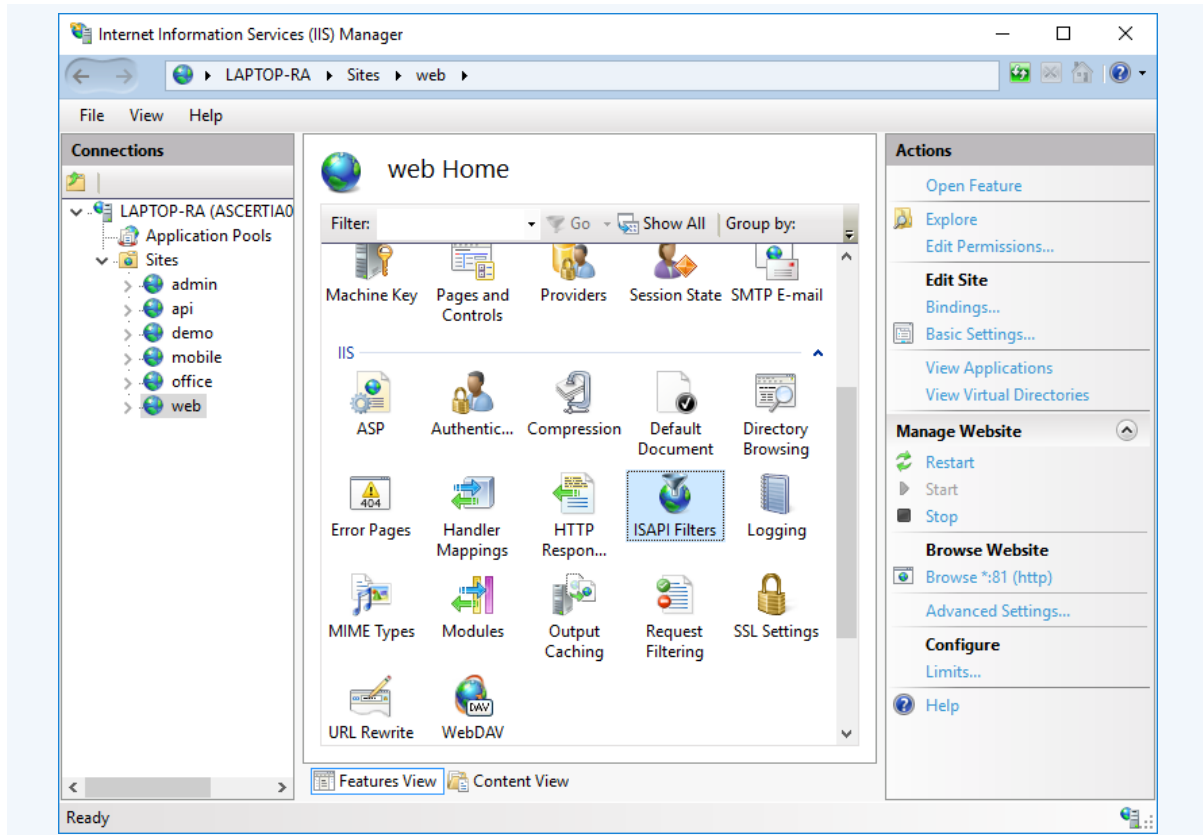 Internet Information Services (IIS) Manager
LAPTOP-RA Sites web
File View Help
Connections
LAPTOP-RA (ASCERTIA0
Application Pools
Sites
admin
api
demo
mobile
office
web
web Home
Filter: Go Show All Group by:
Machine Key Pages and Controls Providers Session State SMTP E-mail
IIS
ASP Authentic... Compression Default Document Directory Browsing
Error Pages Handler Mappings HTTP Respon... ISAPI Filters Logging
404
MIME Types Modules Output Caching Request Filtering SSL Settings
URL Rewrite WebDAV
DAV
Features View Content View
Actions
Open Feature
Explore
Edit Permissions...
Edit Site
Bindings...
Basic Settings...
View Applications
View Virtual Directories
Manage Website
Restart
Start
Stop
Browse Website
Browse *:81 (http)
Advanced Settings...
Configure
Limits...
Help
Ready